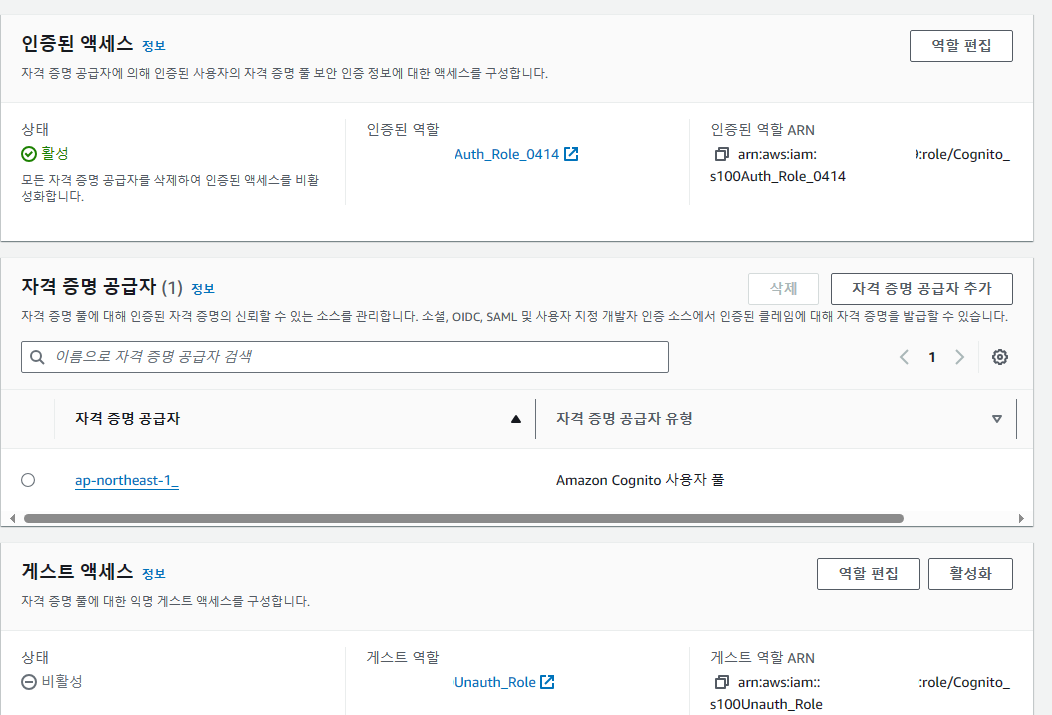 인증된 액세스 정보
역할 편집
자격 증명 공급자에 의해 인증된 사용자의 자격 증명 풀 보안 인증 정보에 대한 액세스를 구성합니다.
상태
활성
모든 자격 증명 공급자를 삭제하여 인증된 액세스를 비활
성화합니다.
인증된 역할
Auth_Role_0414
인증된 역할 ARN
arn:aws:iam: :role/Cognito_
s100Auth_Role_0414
자격 증명 공급자 (1) 정보
삭제
자격 증명 공급자 추가
자격 증명 풀에 대해 인증된 자격 증명의 신뢰할 수 있는 소스를 관리합니다. 소셜, OIDC, SAML 및 사용자 지정 개발자 인증 소스에서 인증된 클레임에 대해 자격 증명을 발급할 수 있습니다.
이름으로 자격 증명 공급자 검색
1
자격 증명 공급자
자격 증명 공급자 유형
ap-northeast-1_
Amazon Cognito 사용자 풀
게스트 액세스 정보
역할 편집
활성화
자격 증명 풀에 대한 익명 게스트 액세스를 구성합니다.
상태
비활성
게스트 역할
Unauth_Role
게스트 역할 ARN
arn:aws:iam:: :role/Cognito_
s100Unauth_Role